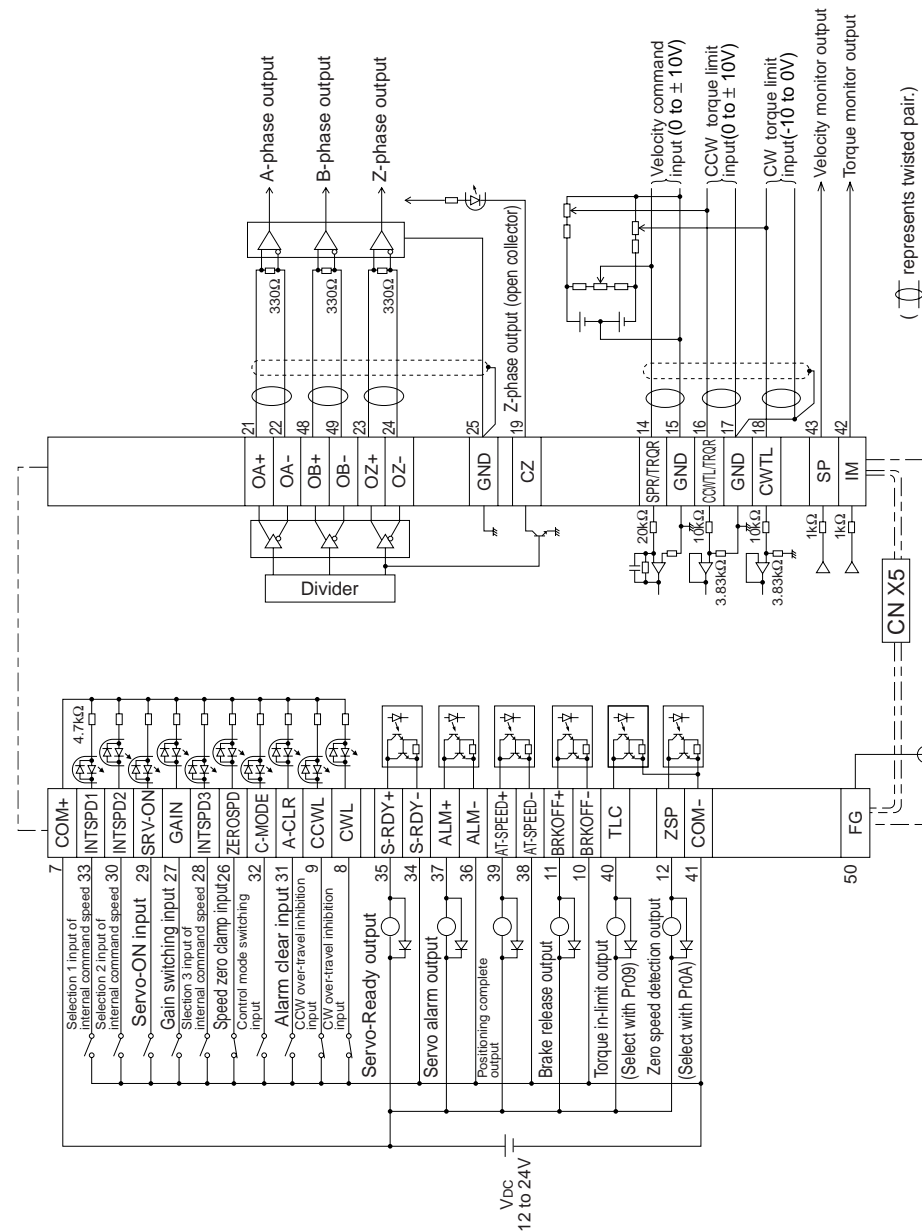 COM+
7
INTSPD1
33
Selection 1 input of
internal command speed
INTSPD2
30
Selection 2 input of
internal command speed
SRV-ON
29
Servo-ON input
GAIN
27
Gain switching input
INTSPD3
28
Slection 3 input of
internal command speed
ZEROSPD
26
Speed zero clamp input
C-MODE
32
Control mode switching
input
A-CLR
31
Alarm clear input
CCWL
9
CCW over-travel inhibition
input
CWL
8
CW over-travel inhibition
input
4.7kΩ
S-RDY+
35
Servo-Ready output
S-RDY-
34
ALM+
37
Servo alarm output
ALM-
36
AT-SPEED+
39
Positioning complete
output
AT-SPEED-
38
BRKOFF+
11
Brake release output
BRKOFF-
10
TLC
40
Torque in-limit output
(Select with Pr09)
ZSP
12
Zero speed detection output
(Select with Pr0A)
COM-
41
FG
50
VDC
12 to 24V
CN X5
Divider
OA+
21
OA-
22
OB+
48
OB-
49
OZ+
23
OZ-
24
GND
25
CZ
19
330Ω
330Ω
330Ω
A-phase output
B-phase output
Z-phase output
Z-phase output (open collector)
SPR/TRQR
14
GND
15
CCWTL/TRQR
16
GND
17
CWTL
18
SP
43
IM
42
20kΩ
10kΩ
3.83kΩ
10kΩ
3.83kΩ
1kΩ
1kΩ
Velocity command
input (0 to ± 10V)
CCW torque limit
input(0 to ± 10V)
CW torque limit
input(-10 to 0V)
Velocity monitor output
Torque monitor output
( represents twisted pair.)